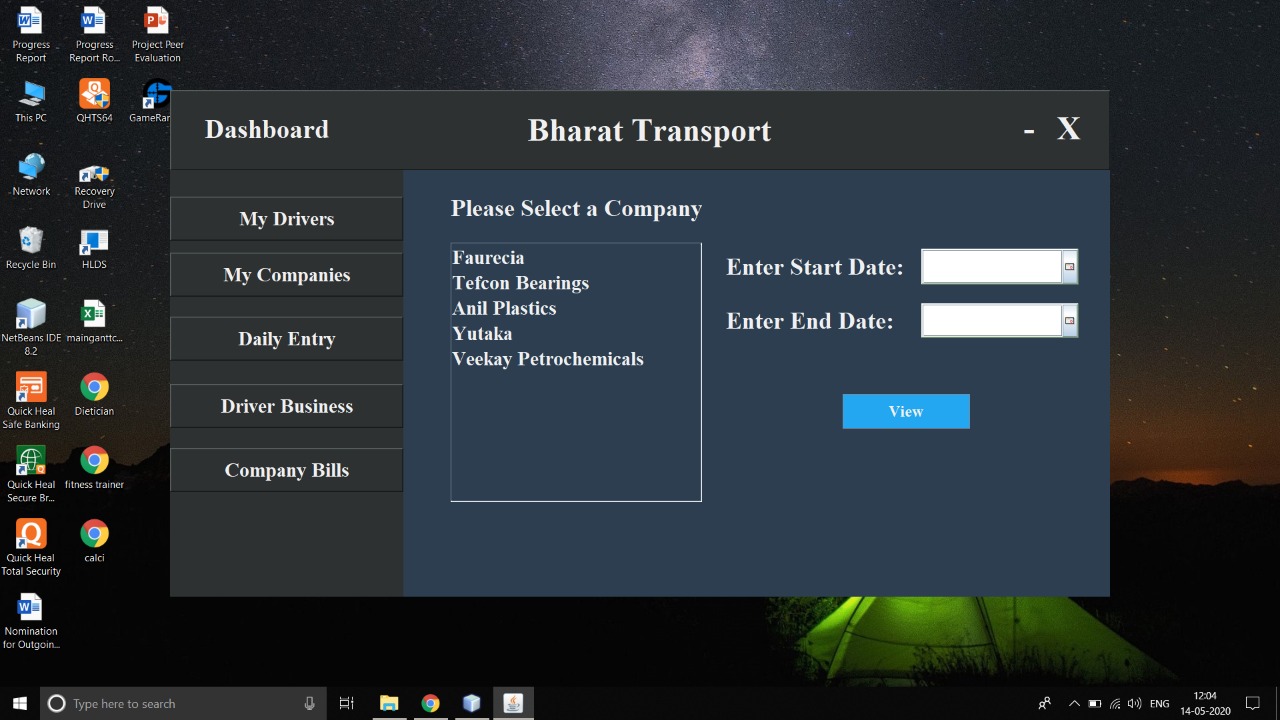 Progress
Report
Progress
Report Ro...
Project Peer
Evaluation
This PC
QHTS64
GameRan
Network
Recovery
Drive
Recycle Bin
HLDS
NetBeans IDE
8.2
mainganttc...
Quick Heal
Safe Banking
Dietician
Quick Heal
Secure Br...
fitness trainer
Quick Heal
Total Security
calci
Nomination
for Outgoin...
Dashboard
Bharat Transport
- X
My Drivers
My Companies
Daily Entry
Driver Business
Company Bills
Please Select a Company
Faurecia
Tefcon Bearings
Anil Plastics
Yutaka
Veekay Petrochemicals
Enter Start Date:
Enter End Date:
View
Type here to search
ENG
12:04
14-05-2020